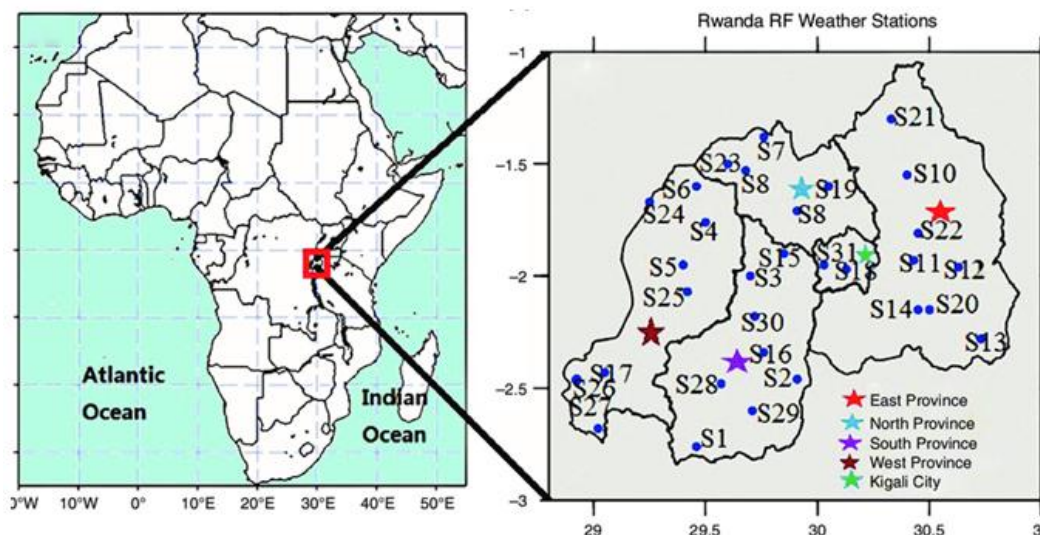 Rwanda RF Weather Stations
Atlantic
Ocean
Indian
Ocean
0°W
10°W
0°
10°E
20°E
30°E
40°E
50°E
−1
−1.5
−2
−2.5
−3
29
29.5
30
30.5
3
S21
S7
S23
S8
S10
S6
S19
S24
S8
S4
S22
S31
S15
S18
S11
S12
S5
S3
S25
S14
S20
S30
S13
S16
S17
S28
S2
S26
S27
S29
S1
East Province
North Province
South Province
West Province
Kigali City